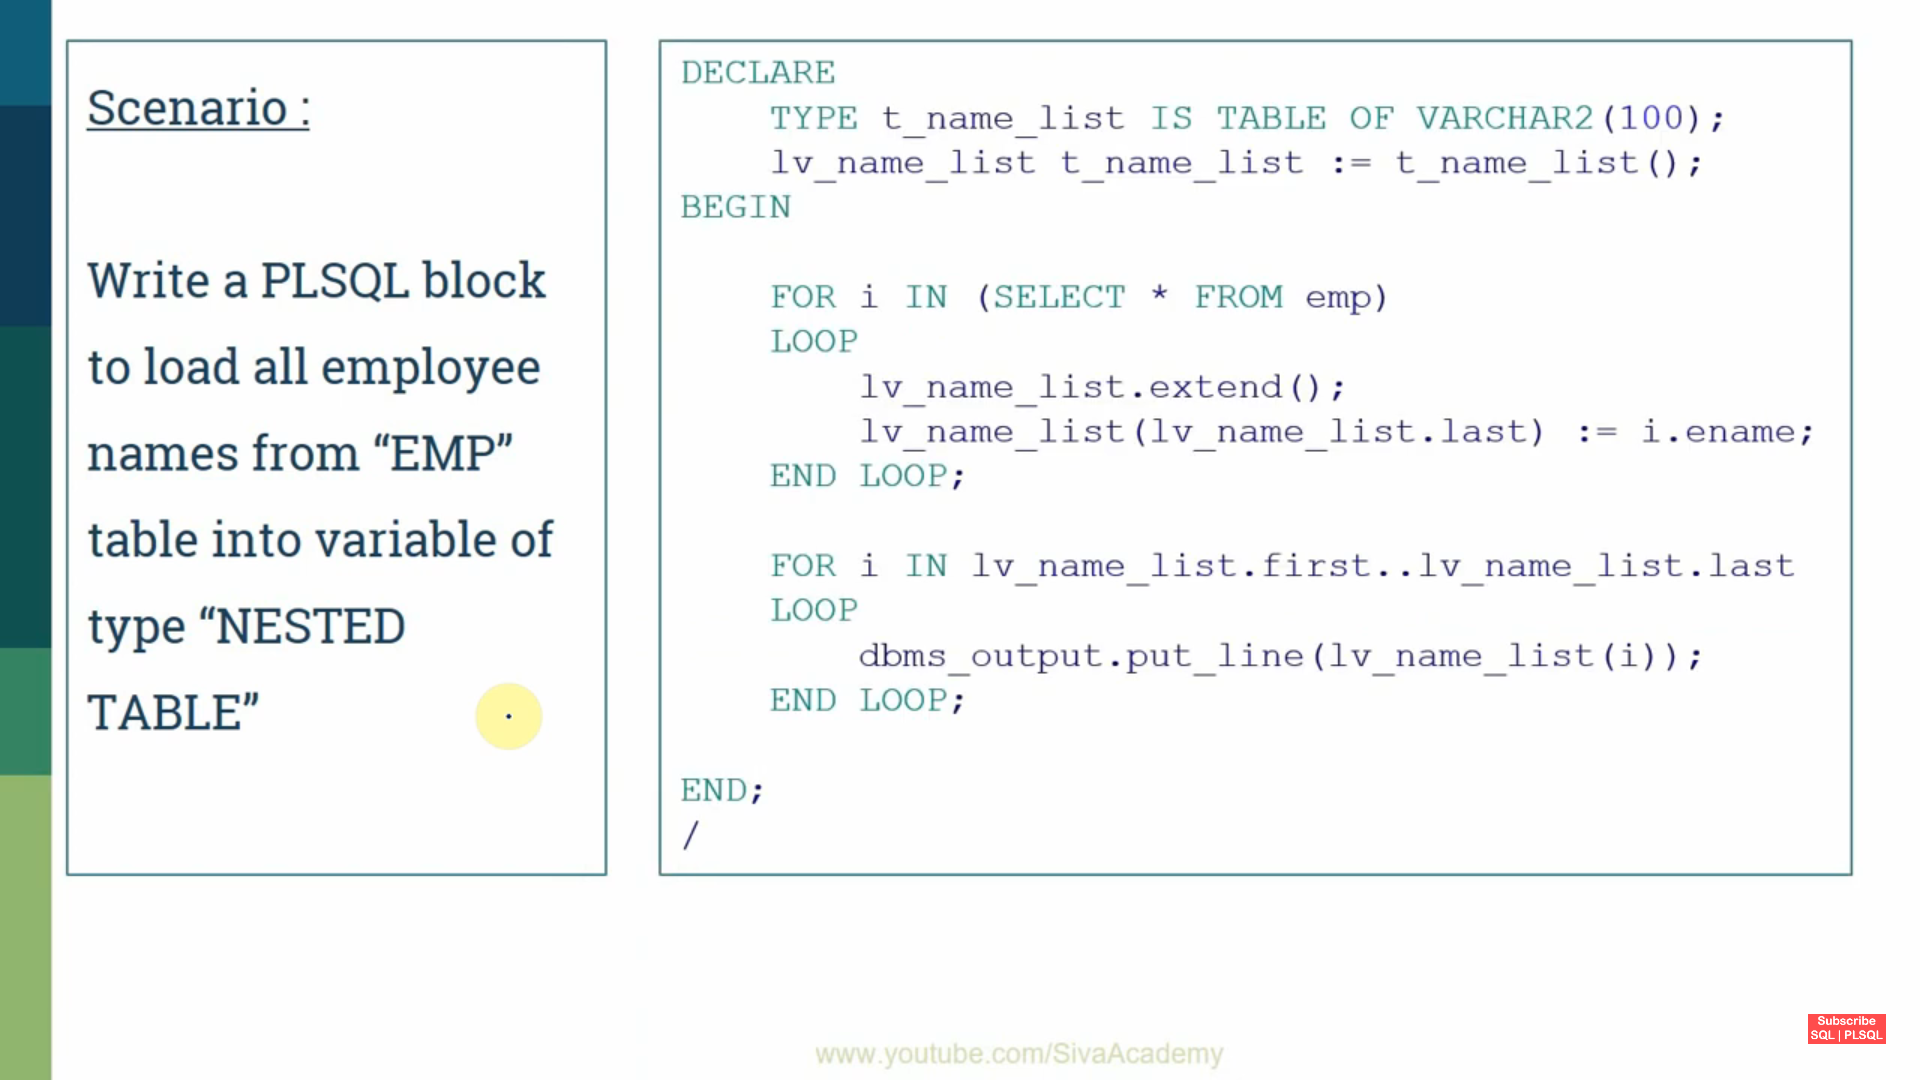 Scenario :
Write a PLSQL block
to load all employee
names from “EMP”
table into variable of
type “NESTED
TABLE”
DECLARE
    TYPE t_name_list IS TABLE OF VARCHAR2(100);
    lv_name_list t_name_list := t_name_list();
BEGIN
    FOR i IN (SELECT * FROM emp)
    LOOP
        lv_name_list.extend();
        lv_name_list(lv_name_list.last) := i.ename;
    END LOOP;
    FOR i IN lv_name_list.first..lv_name_list.last
    LOOP
        dbms_output.put_line(lv_name_list(i));
    END LOOP;
END;
/
www.youtube.com/SivaAcademy
Subscribe
SQL | PLSQL